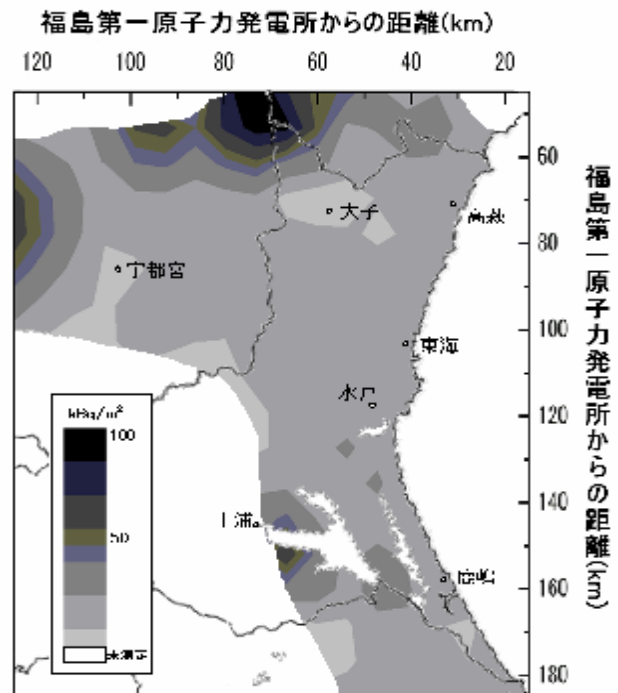 福島第一原子力発電所からの距離(km)
120 100 80 60 40 20
60
80
100
120
140
160
180
福島第一原子力発電所からの距離(km)
大子
高萩
宇都宮
東海
水戸
土浦
鹿嶋
kBq/m²
100
50
未測定